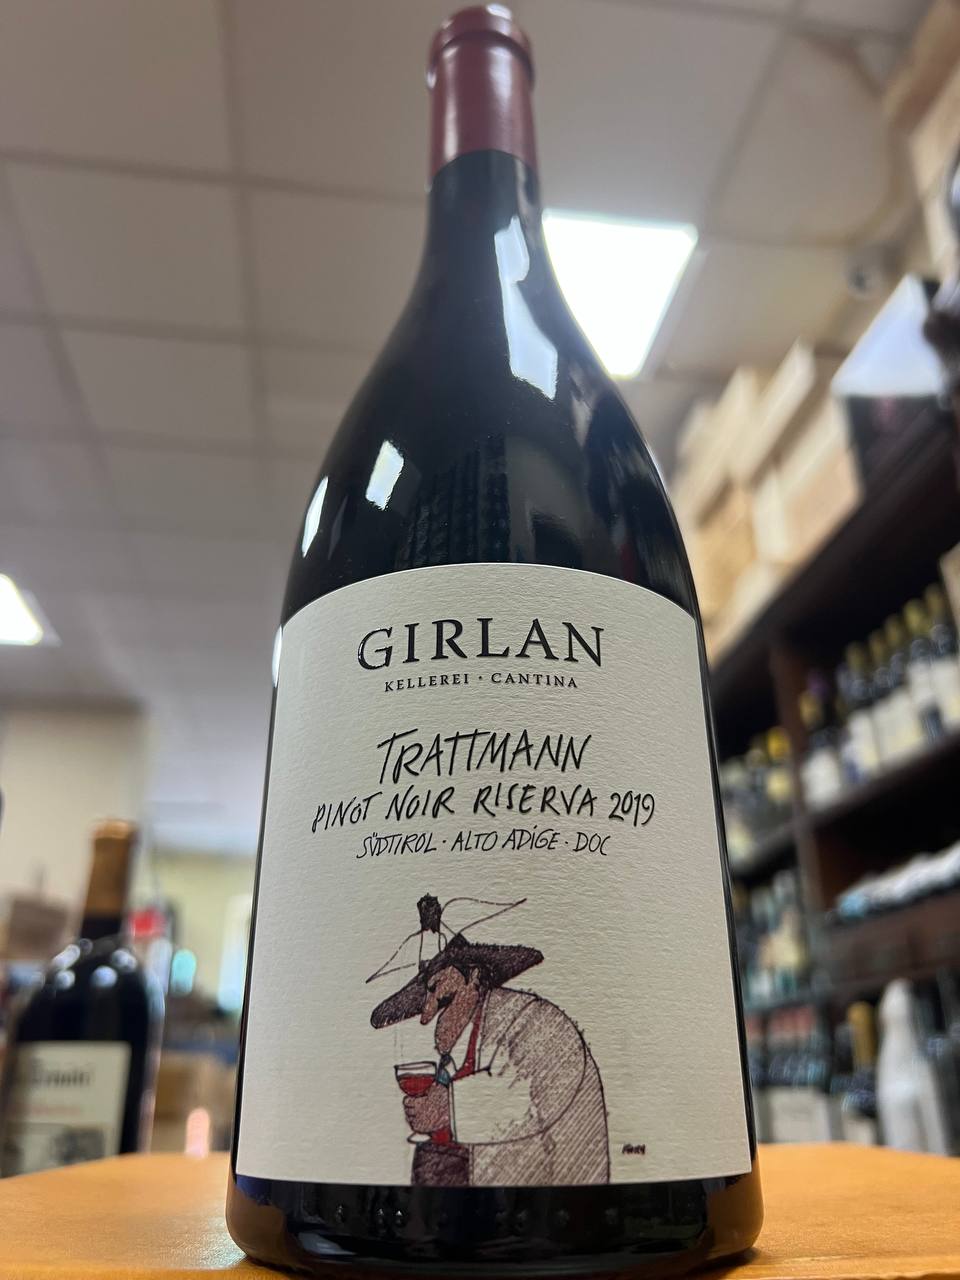 GIRLAN
KELLEREI · CANTINA
TRATTMANN
PINOT NOIR RISERVA 2019
SÜDTIROL · ALTO ADIGE · DOC